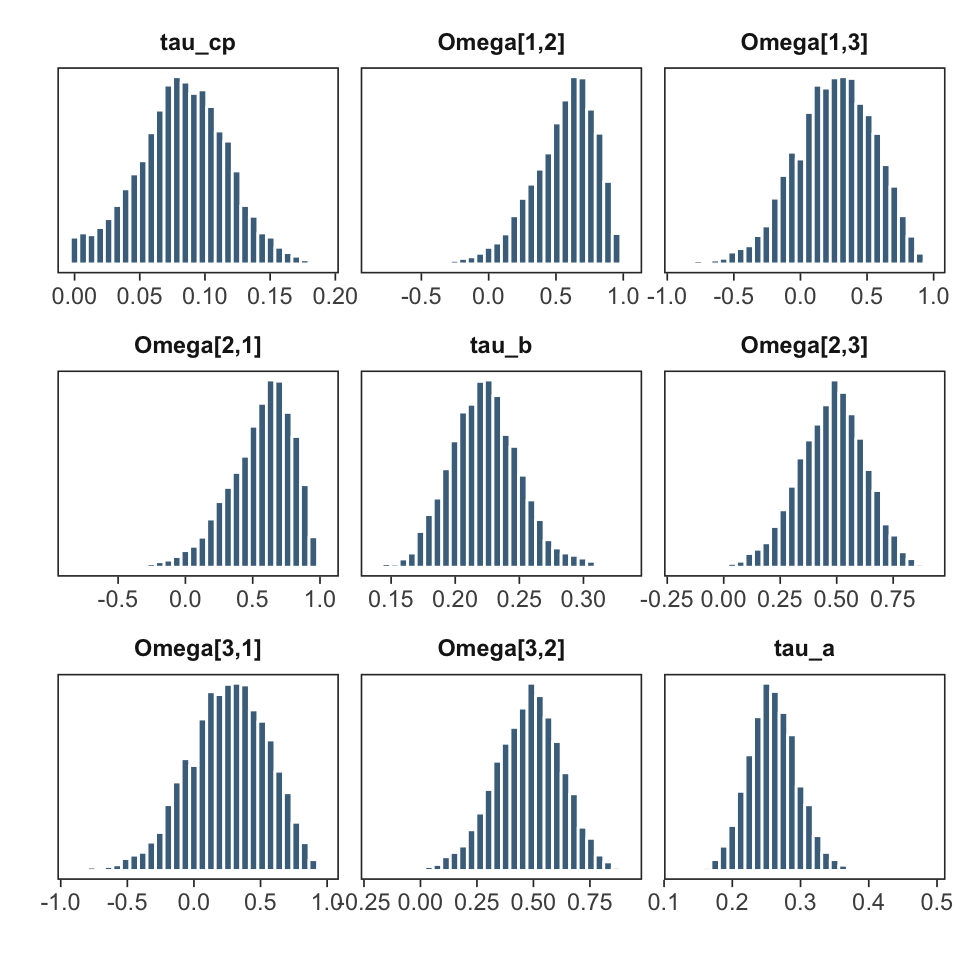 tau_cp Omega[1,2] Omega[1,3]
0.00 0.05 0.10 0.15 0.20 -0.5 0.0 0.5 1.0 -1.0 -0.5 0.0 0.5 1.0
Omega[2,1] tau_b Omega[2,3]
-0.5 0.0 0.5 1.0 0.15 0.20 0.25 0.30 -0.25 0.00 0.25 0.50 0.75
Omega[3,1] Omega[3,2] tau_a
-1.0 -0.5 0.0 0.5 1.0 -0.25 0.00 0.25 0.50 0.75 0.1 0.2 0.3 0.4 0.5